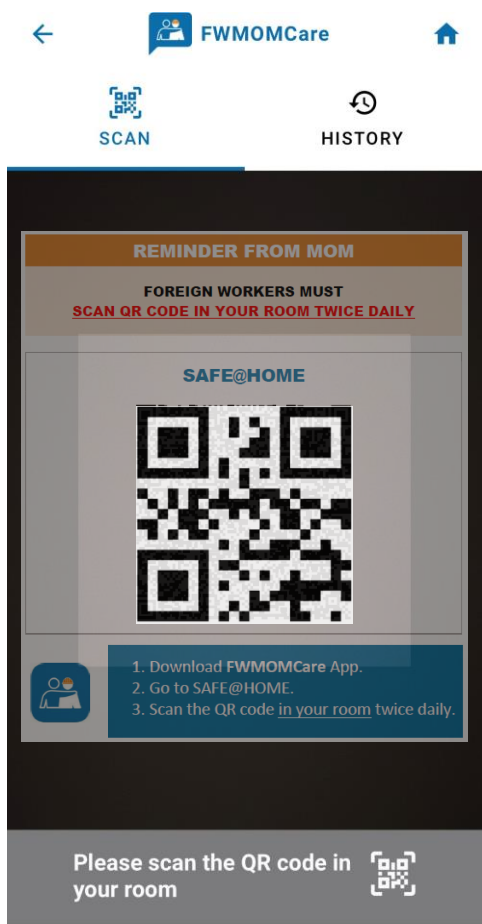 FWMOMCare
SCAN
HISTORY
REMINDER FROM MOM
FOREIGN WORKERS MUST
SCAN QR CODE IN YOUR ROOM TWICE DAILY
SAFE@HOME
1. Download FWMOMCare App.
2. Go to SAFE@HOME.
3. Scan the QR code in your room twice daily.
Please scan the QR code in
your room